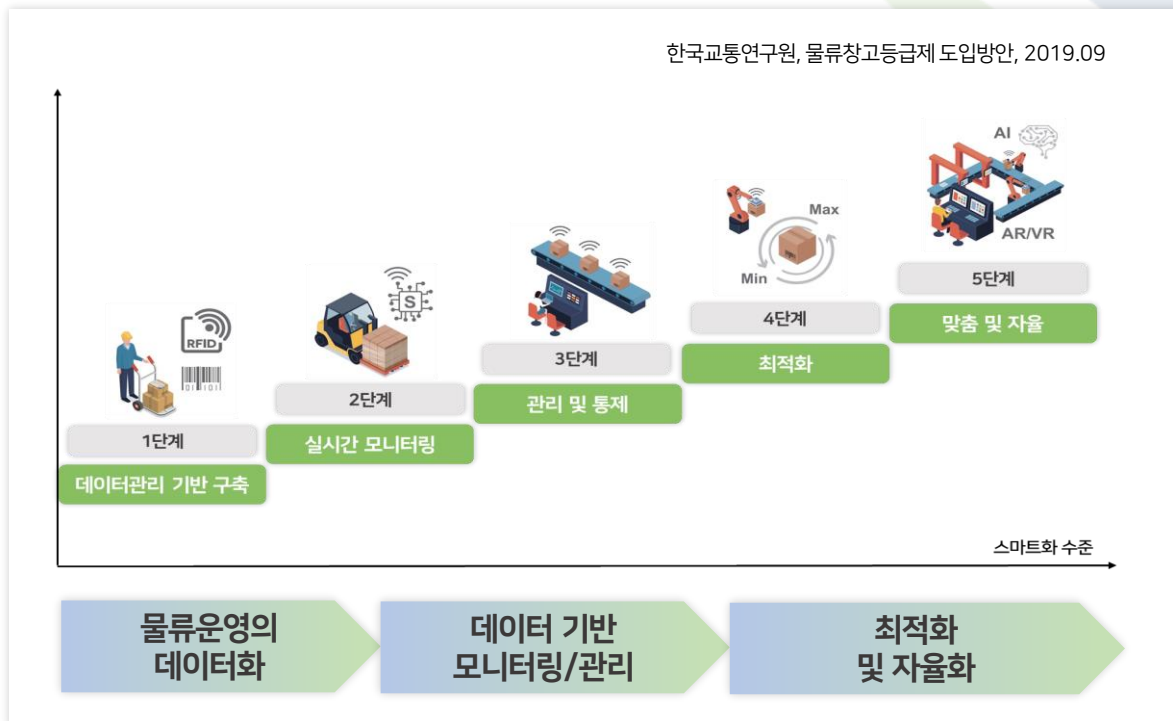 한국교통연구원, 물류창고등급제 도입방안, 2019.09
AI
AR/VR
5단계
맞춤 및 자율
Max
Min
4단계
최적화
3단계
관리 및 통제
S
2단계
실시간 모니터링
RFID
1단계
데이터관리 기반 구축
스마트화 수준
물류운영의
데이터화
데이터 기반
모니터링/관리
최적화
및 자율화